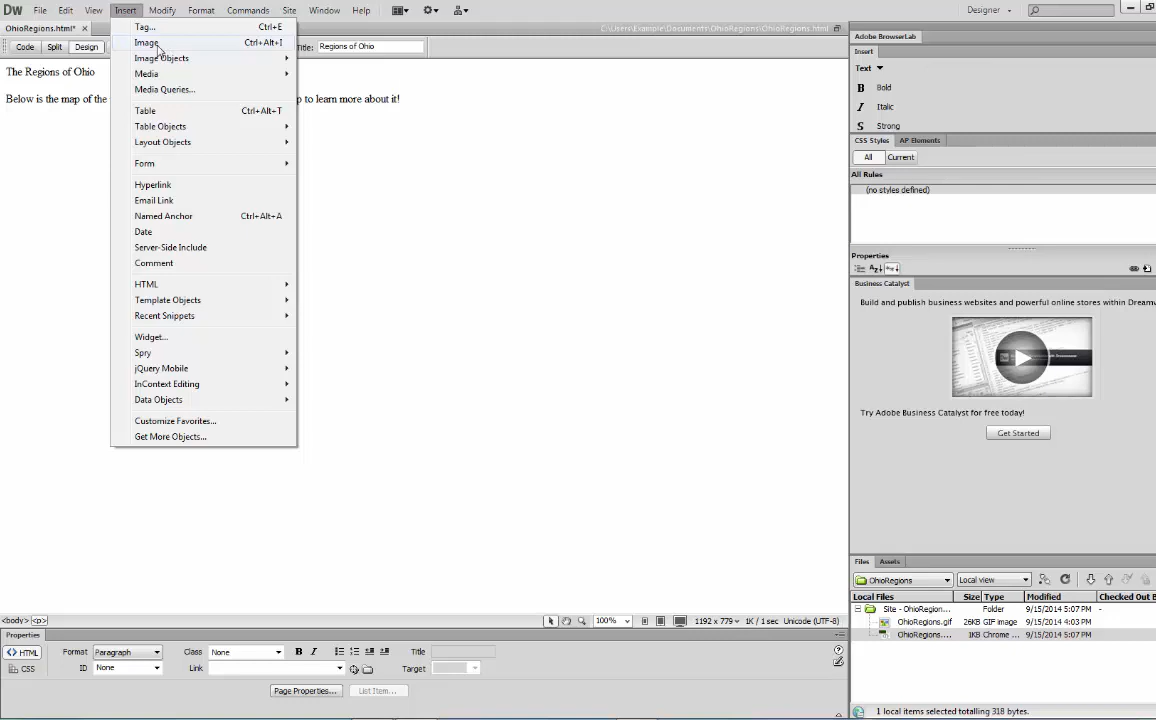 DW File Edit View Insert Modify Format Commands Site Window Help Designer
OhioRegions.html* × C:\Users\Example\Documents\OhioRegions\OhioRegions.html
Code Split Design Title: Regions of Ohio
The Regions of Ohio
Below is the map of the
p to learn more about it!
Tag... Ctrl+E
Image Ctrl+Alt+I
Image Objects
Media
Media Queries...
Table Ctrl+Alt+T
Table Objects
Layout Objects
Form
Hyperlink
Email Link
Named Anchor Ctrl+Alt+A
Date
Server-Side Include
Comment
HTML
Template Objects
Recent Snippets
Widget...
Spry
jQuery Mobile
InContext Editing
Data Objects
Customize Favorites...
Get More Objects...
Adobe BrowserLab
Insert
Text
B Bold
I Italic
S Strong
CSS Styles AP Elements
All Current
All Rules
(no styles defined)
Properties
Business Catalyst
Build and publish business websites and powerful online stores within Dreamw
Try Adobe Business Catalyst for free today!
Get Started
Files Assets
OhioRegions Local view
Local Files Size Type Modified Checked Out B
Site - OhioRegion... Folder 9/15/2014 5:07 PM -
OhioRegions.gif 26KB GIF image 9/15/2014 4:03 PM
OhioRegions.... 1KB Chrome ... 9/15/2014 5:07 PM
1 local items selected totalling 318 bytes.
<body> <p> 100% 1192 x 779 1K / 1 sec Unicode (UTF-8)
Properties
<> HTML Format Paragraph Class None B I Title
CSS ID None Link Target
Page Properties... List Item...